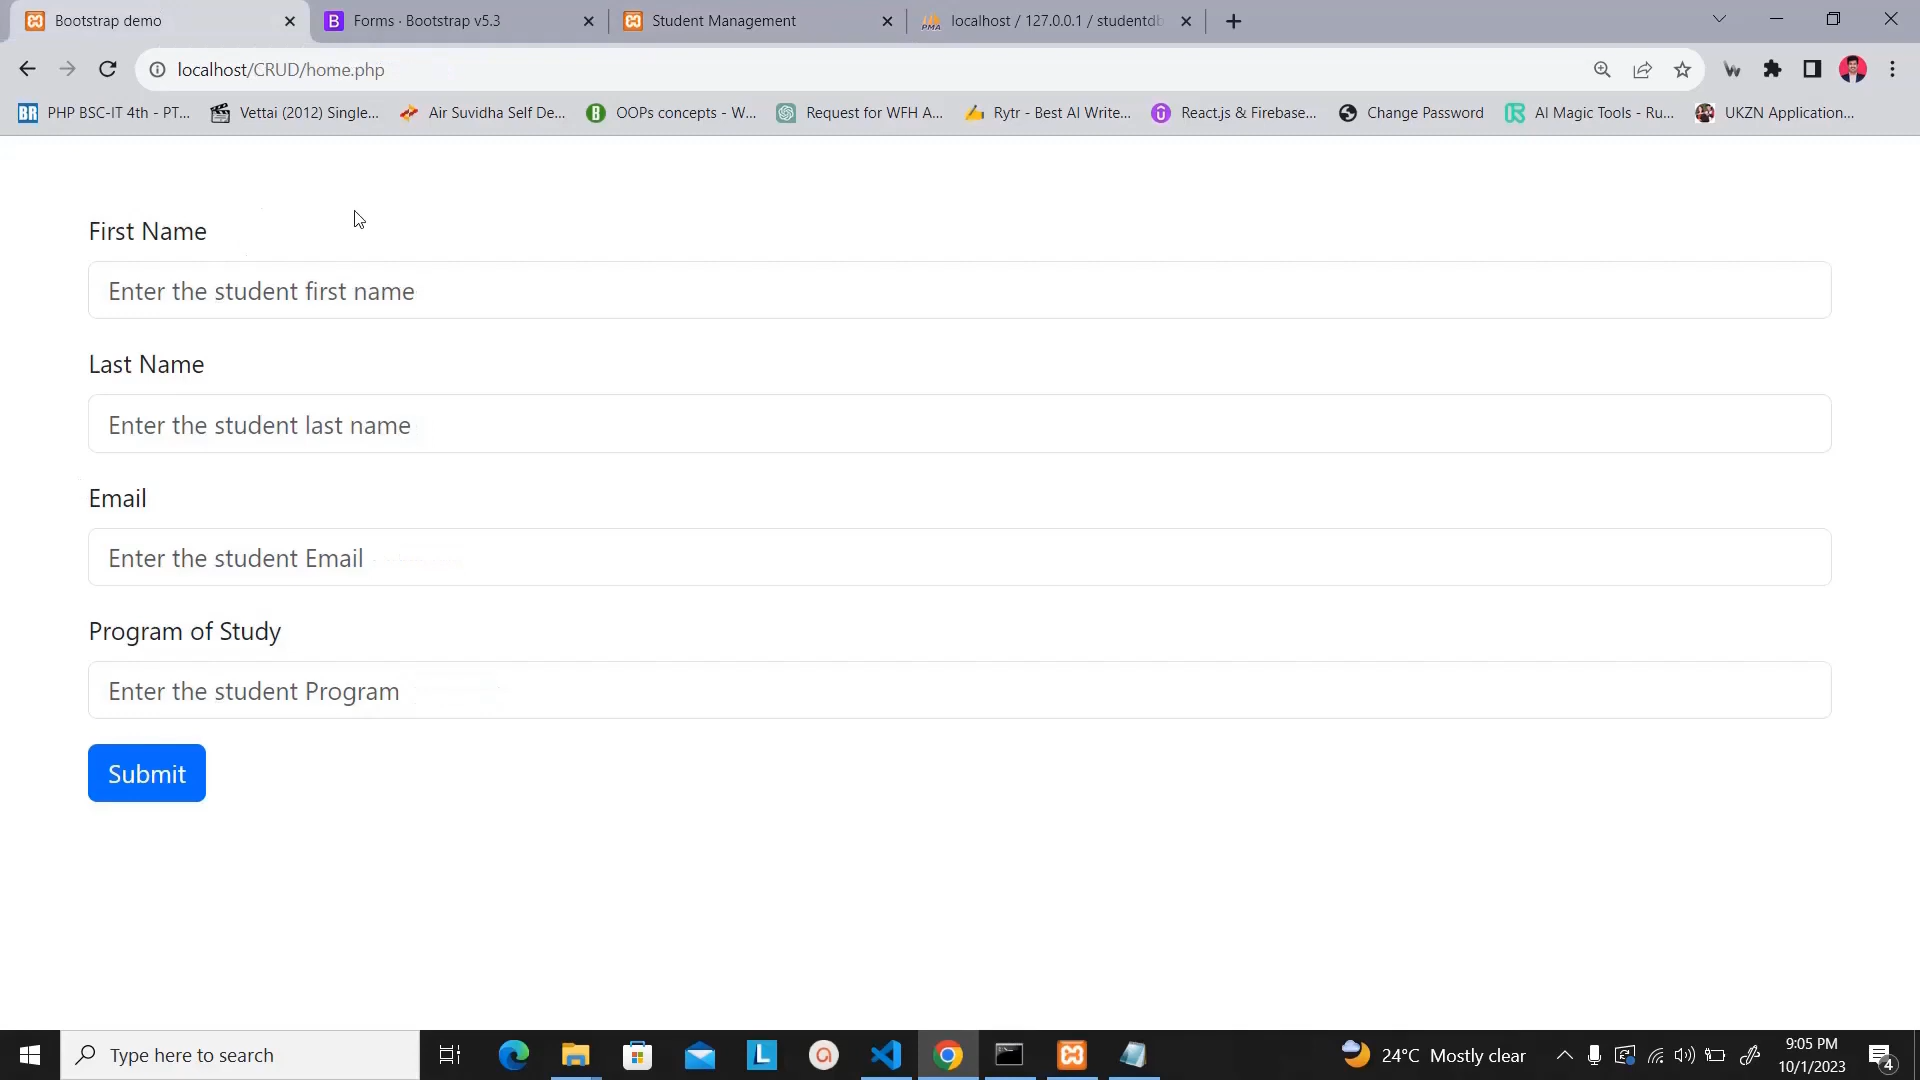 Bootstrap demo
Forms · Bootstrap v5.3
Student Management
PMA
localhost / 127.0.0.1 / studentdb
localhost/CRUD/home.php
BR PHP BSC-IT 4th - PT...
Vettai (2012) Single...
Air Suvidha Self De...
OOPs concepts - W...
Request for WFH A...
Rytr - Best AI Write...
React.js & Firebase...
Change Password
AI Magic Tools - Ru...
UKZN Application...
First Name
Enter the student first name
Last Name
Enter the student last name
Email
Enter the student Email
Program of Study
Enter the student Program
Submit
Type here to search
24°C Mostly clear
9:05 PM
10/1/2023
4